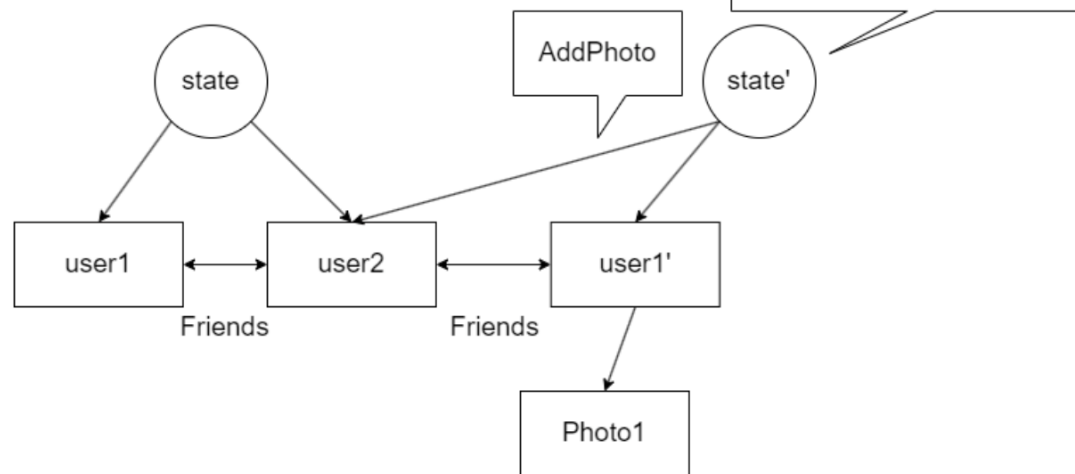 AddPhoto
state
state'
user1
user2
user1'
Friends
Friends
Photo1